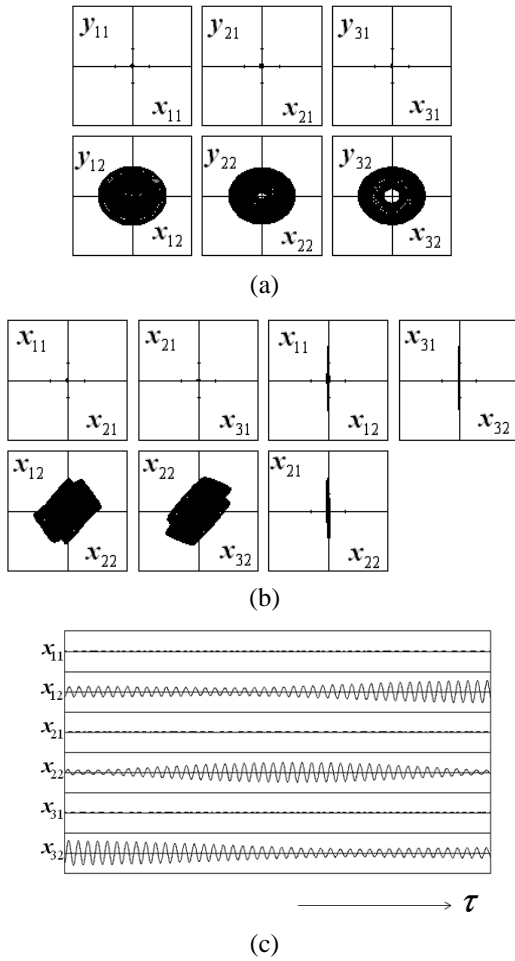 y11 y21 y31
x11 x21 x31
y12 y22 y32
x12 x22 x32
(a)
x11 x21 x11 x31
x21 x31 x12 x32
x12 x22 x21
x22 x32 x22
(b)
x11
x12
x21
x22
x31
x32
τ
(c)